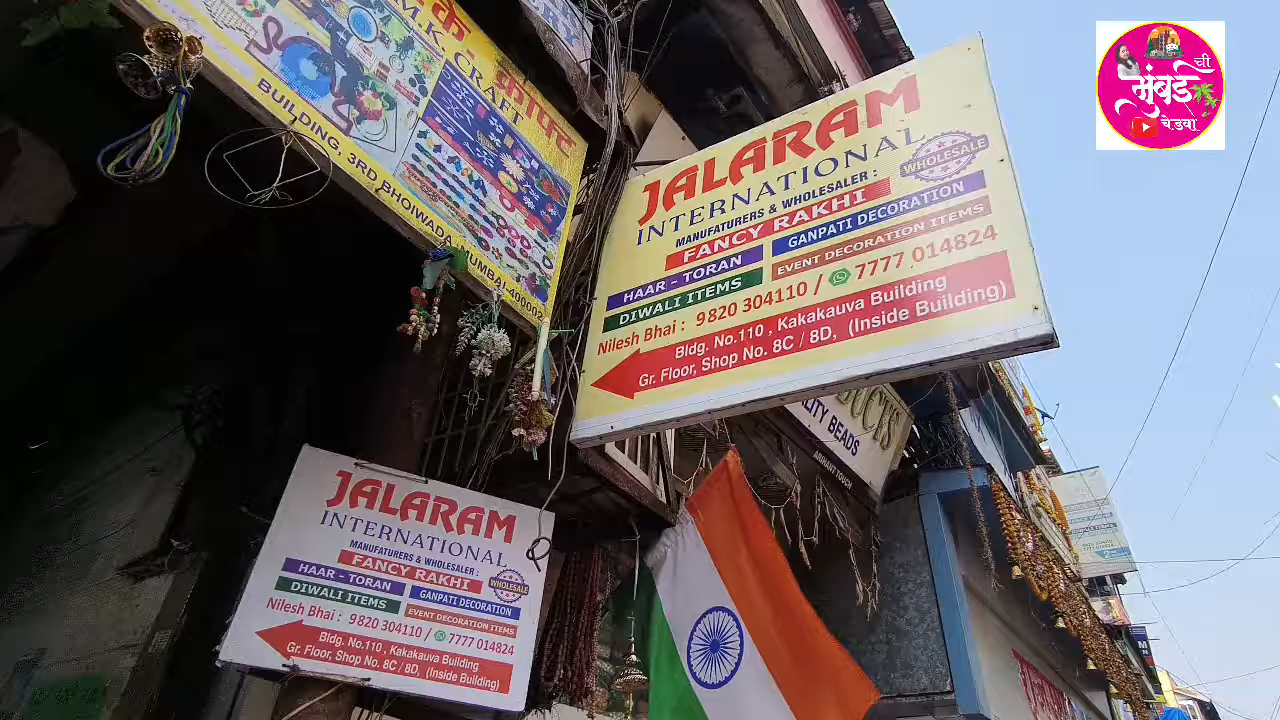 M.K. CRAFT
BUILDING, 3RD BHOIWADA, MUMBAI-400002.
JALARAM
INTERNATIONAL
WHOLESALE
MANUFATURERS & WHOLESALER :
FANCY RAKHI
HAAR - TORAN
GANPATI DECORATION
DIWALI ITEMS
EVENT DECORATION ITEMS
Nilesh Bhai : 9820 304110 / 7777 014824
Bldg. No.110 , Kakakauva Building
Gr. Floor, Shop No. 8C / 8D, (Inside Building)
BEADS
ARIHANT TOUCH
JALARAM
INTERNATIONAL
MANUFATURERS & WHOLESALER :
FANCY RAKHI
WHOLESALE
HAAR - TORAN
GANPATI DECORATION
DIWALI ITEMS
EVENT DECORATION ITEMS
Nilesh Bhai : 9820 304110 / 7777 014824
Bldg. No.110 , Kakakauva Building
Gr. Floor, Shop No. 8C / 8D, (Inside Building)
ची
मुंबई
चेडवा